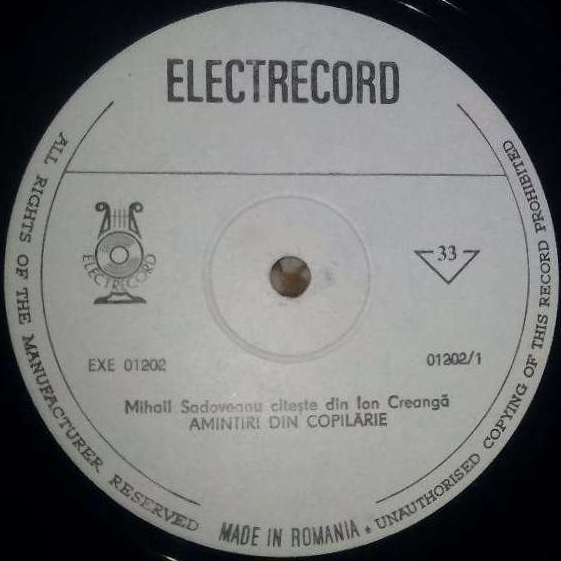 ELECTRECORD
ELECTRECORD
33
EXE 01202
01202/1
Mihail Sadoveanu citește din Ion Creangă
AMINTIRI DIN COPILĂRIE
ALL RIGHTS OF THE MANUFACTURER RESERVED
MADE IN ROMANIA * UNAUTHORISED COPYING OF THIS RECORD PROHIBITED